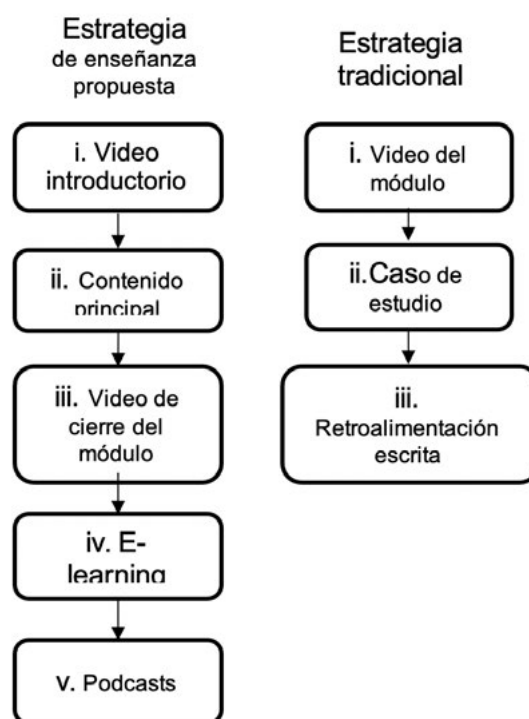 Estrategia
de enseñanza
propuesta
i. Video
introductorio
ii. Contenido
principal
iii. Video de
cierre del
módulo
iv. E-
learning
v. Podcasts
Estrategia
tradicional
i. Video del
módulo
ii.Caso de
estudio
iii.
Retroalimentación
escrita